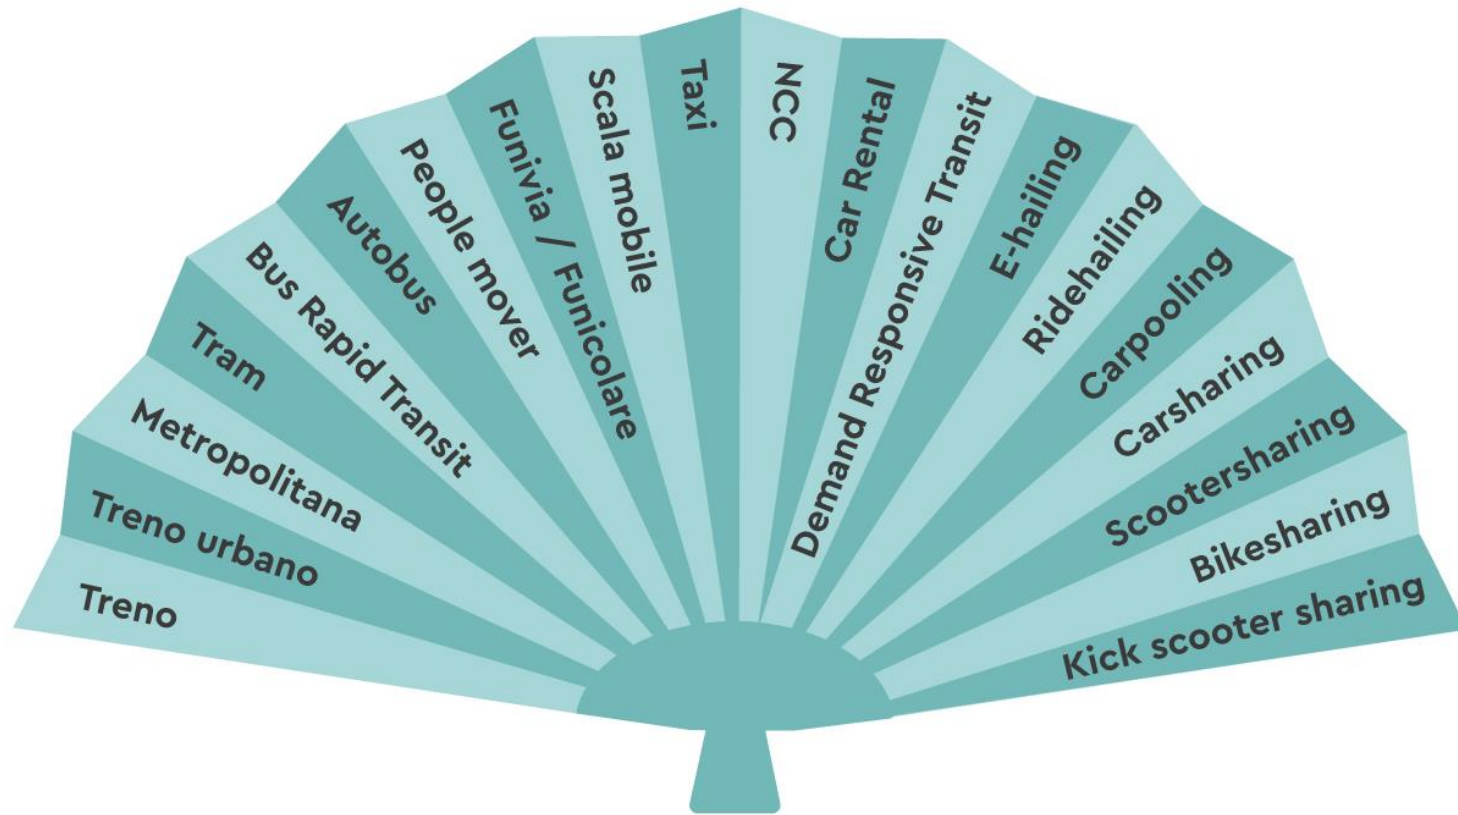 Treno
Treno urbano
Metropolitana
Tram
Bus Rapid Transit
Autobus
People mover
Funivia / Funicolare
Scala mobile
Taxi
NCC
Car Rental
Demand Responsive Transit
E-hailing
Ridehailing
Carpooling
Carsharing
Scootersharing
Bikesharing
Kick scooter sharing